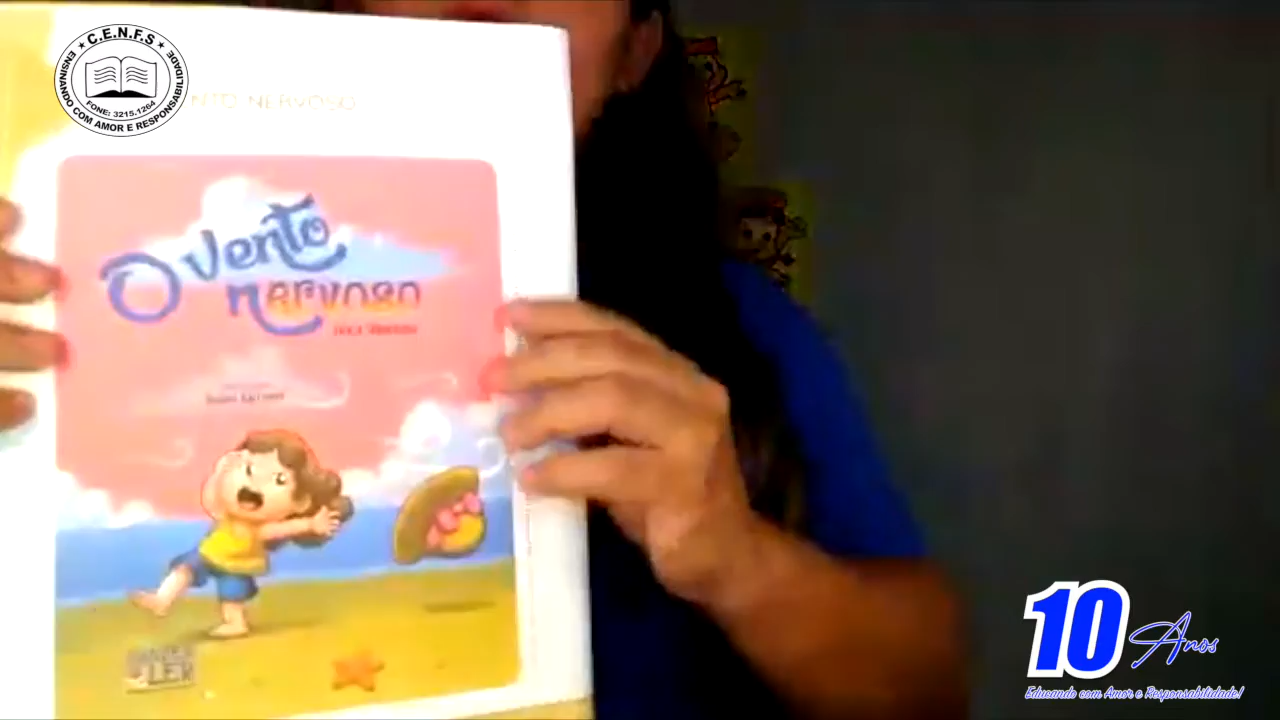 ★ C.E.N.F.S ★
ENSINANDO COM AMOR E RESPONSABILIDADE
FONE: 3215.1264
NTO NERVOSO
O vento
nervoso
10 Anos
Educando com Amor e Responsabilidade!